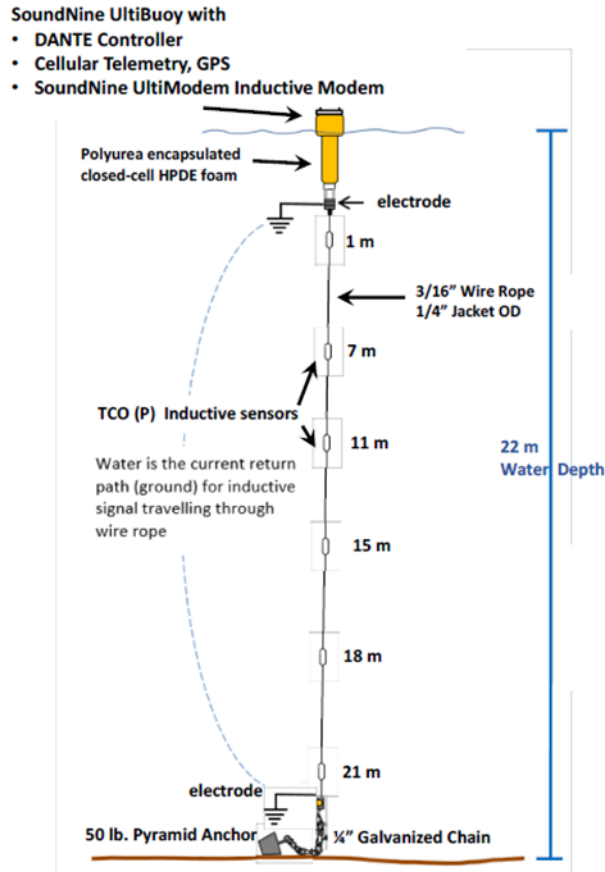 SoundNine UltiBuoy with
• DANTE Controller
• Cellular Telemetry, GPS
• SoundNine UltiModem Inductive Modem
Polyurea encapsulated
closed-cell HPDE foam
electrode
1 m
3/16” Wire Rope
1/4” Jacket OD
7 m
TCO (P) Inductive sensors
11 m
Water is the current return
path (ground) for inductive
signal travelling through
wire rope
22 m
Water Depth
15 m
18 m
21 m
electrode
50 lb. Pyramid Anchor
¼” Galvanized Chain